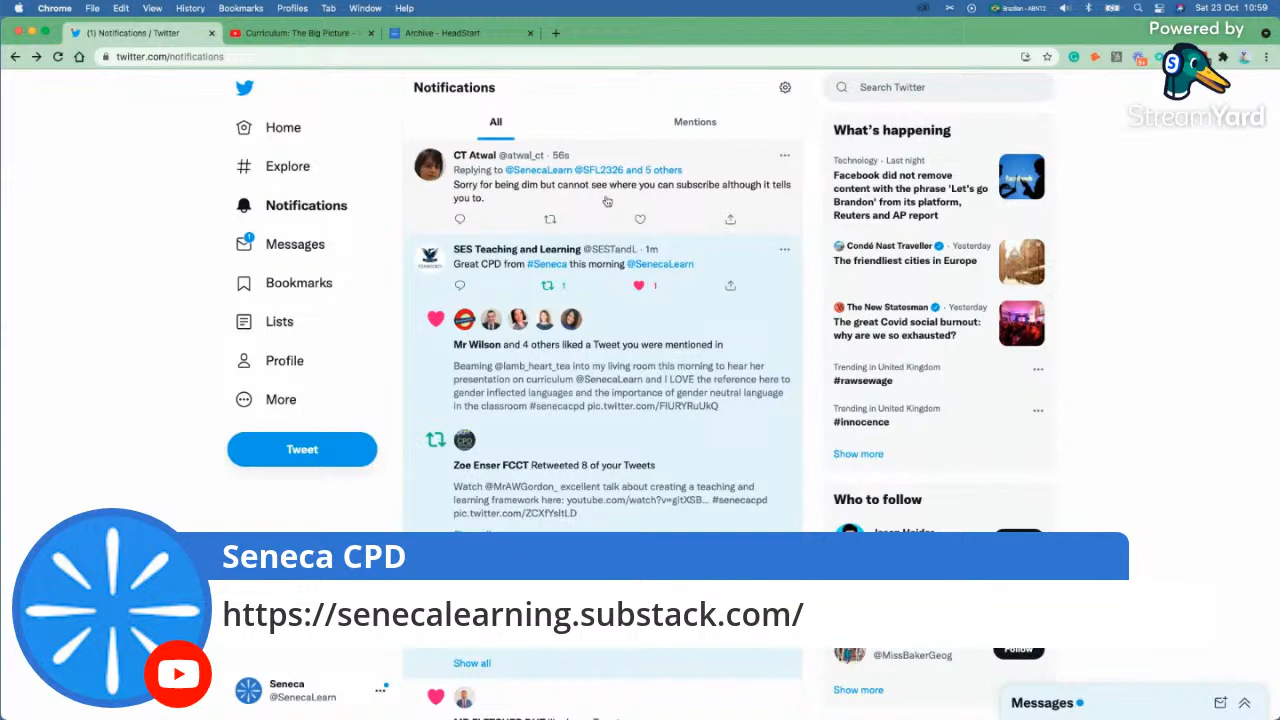 Chrome File Edit View History Bookmarks Profiles Tab Window Help
Brazilian - ABNT2
Sat 23 Oct 10:59
(1) Notifications / Twitter
Curriculum: The Big Picture -
Archive - HeadStart
twitter.com/notifications
Powered by
StreamYard
Home
Explore
Notifications
Messages
Bookmarks
Lists
Profile
More
Tweet
Seneca
@SenecaLearn
Notifications
All
Mentions
CT Atwal @atwal_ct · 56s
Replying to @SenecaLearn @SFL2326 and 5 others
Sorry for being dim but cannot see where you can subscribe although it tells
you to.
SES Teaching and Learning @SESTandL · 1m
Great CPD from #Seneca this morning @SenecaLearn
1
1
Mr Wilson and 4 others liked a Tweet you were mentioned in
Beaming @lamb_heart_tea into my living room this morning to hear her
presentation on curriculum @SenecaLearn and I LOVE the reference here to
gender inflected languages and the importance of gender neutral language
in the classroom #senecacpd pic.twitter.com/FIURYRuUkQ
CPD
Zoe Enser FCCT Retweeted 8 of your Tweets
Watch @MrAWGordon_ excellent talk about creating a teaching and
learning framework here: youtube.com/watch?v=gitXSB... #senecacpd
pic.twitter.com/ZCXfYsItLD
Show all
Search Twitter
What's happening
Technology · Last night
Facebook did not remove
content with the phrase 'Let's go
Brandon' from its platform,
Reuters and AP report
facebook
Condé Nast Traveller · Yesterday
The friendliest cities in Europe
The New Statesman · Yesterday
The great Covid social burnout:
why are we so exhausted?
Trending in United Kingdom
#rawsewage
Trending in United Kingdom
#innocence
Show more
Who to follow
@MissBakerGeog
Follow
Show more
Messages
Seneca CPD
https://senecalearning.substack.com/